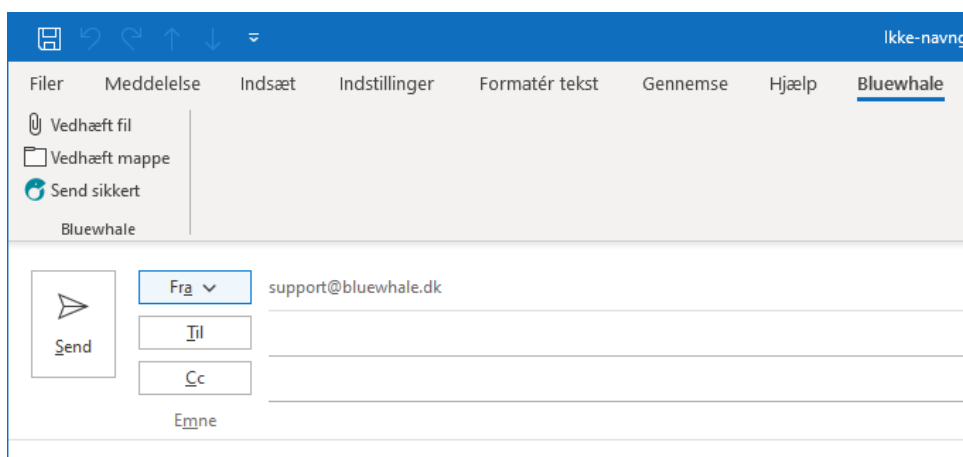 Ikke-navng
Filer Meddelelse Indsæt Indstillinger Formatér tekst Gennemse Hjælp Bluewhale
Vedhæft fil
Vedhæft mappe
Send sikkert
Bluewhale
Fra support@bluewhale.dk
Til
Send
Cc
Emne